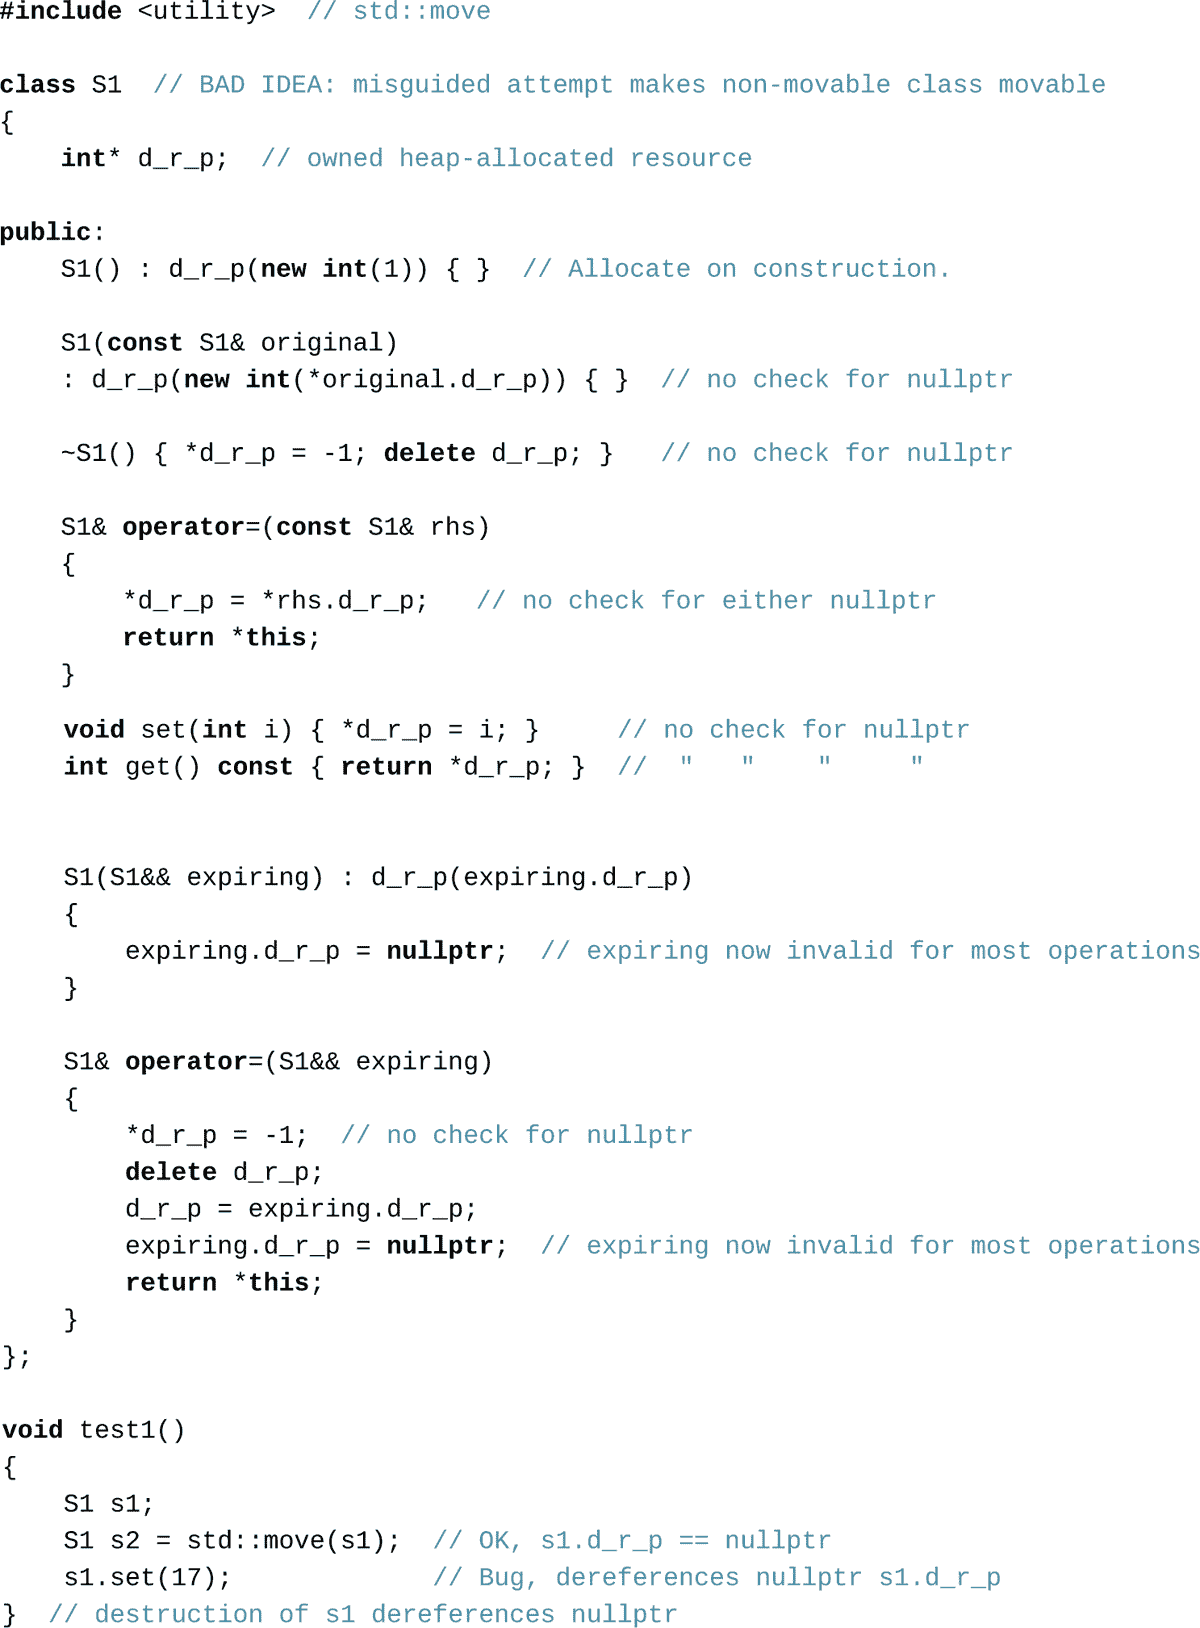 #include <utility>  // std::move
class S1  // BAD IDEA: misguided attempt makes non-movable class movable
{
    int* d_r_p;  // owned heap-allocated resource
public:
    S1() : d_r_p(new int(1)) { }  // Allocate on construction.
    S1(const S1& original)
    : d_r_p(new int(*original.d_r_p)) { }  // no check for nullptr
    ~S1() { *d_r_p = -1; delete d_r_p; }   // no check for nullptr
    S1& operator=(const S1& rhs)
    {
        *d_r_p = *rhs.d_r_p;   // no check for either nullptr
        return *this;
    }
    void set(int i) { *d_r_p = i; }     // no check for nullptr
    int get() const { return *d_r_p; }  //  "   "    "     "
    S1(S1&& expiring) : d_r_p(expiring.d_r_p)
    {
        expiring.d_r_p = nullptr;  // expiring now invalid for most operations
    }
    S1& operator=(S1&& expiring)
    {
        *d_r_p = -1;  // no check for nullptr
        delete d_r_p;
        d_r_p = expiring.d_r_p;
        expiring.d_r_p = nullptr;  // expiring now invalid for most operations
        return *this;
    }
};
void test1()
{
    S1 s1;
    S1 s2 = std::move(s1);  // OK, s1.d_r_p == nullptr
    s1.set(17);             // Bug, dereferences nullptr s1.d_r_p
}  // destruction of s1 dereferences nullptr